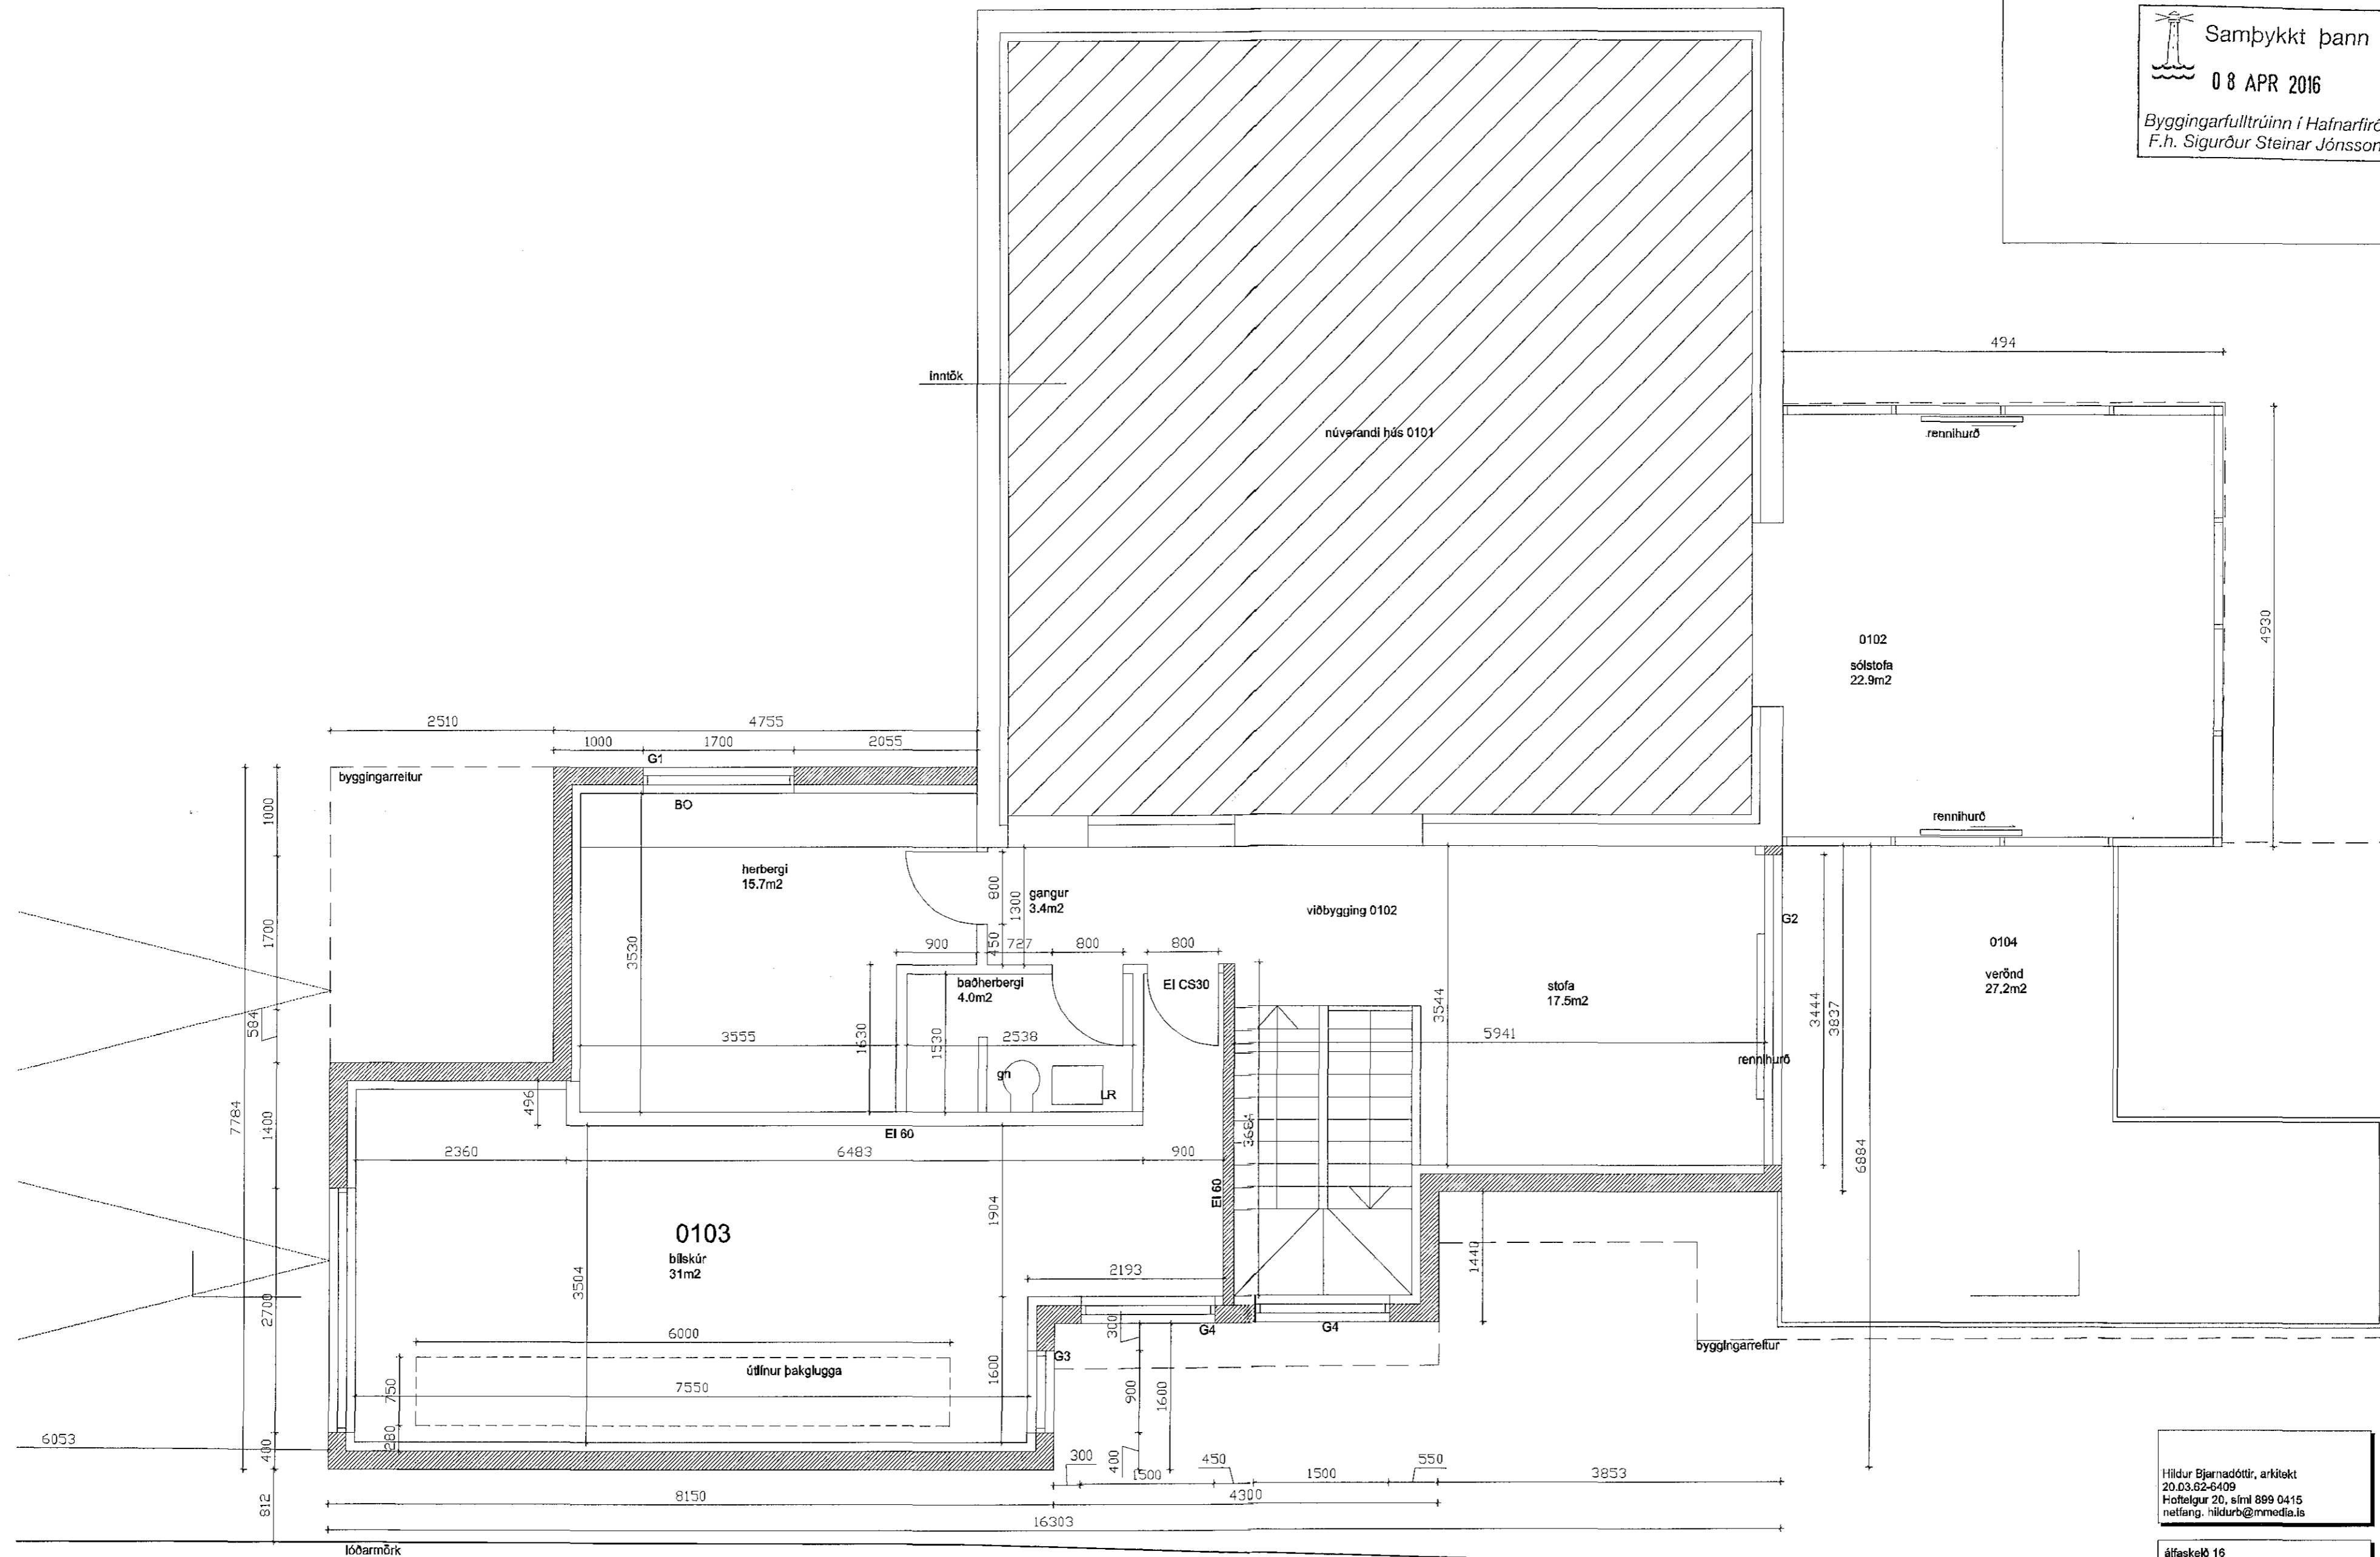 Samþykkt þann
08 APR 2016
Byggingarfulltrúinn í Hafnarfirð
F.h. Sigurður Steinar Jónsson
494
inntök
núverandi hús 0101
rennihurð
4930
0102
sólstofa
22.9m2
rennihurð
2510
4755
1000
1700
2055
G1
byggingarreitur
BO
1000
herbergi
15.7m2
800
1300
gangur
3.4m2
viðbygging 0102
G2
0104
verönd
27.2m2
1700
3530
900
450
727
800
800
baðherbergi
4.0m2
EI CS30
stofa
17.5m2
3544
3444
3837
584
3555
1630
1530
2538
5941
rennihurð
gn
LR
496
7784
1400
EI 60
3684
2360
6483
900
6884
EI 60
1904
0103
bílskúr
31m2
1440
3504
2193
2700
300
6000
G4
G4
G3
útlínur þakglugga
byggingarreitur
750
7550
1600
900
1600
280
6053
400
300
400
1500
450
1500
550
3853
8150
4300
812
16303
lóðarmörk
Hildur Bjarnadóttir, arkitekt
20.03.62-6409
Hofteigur 20, sími 899 0415
netfang. hildurb@mmedia.is
álfaskeið 16